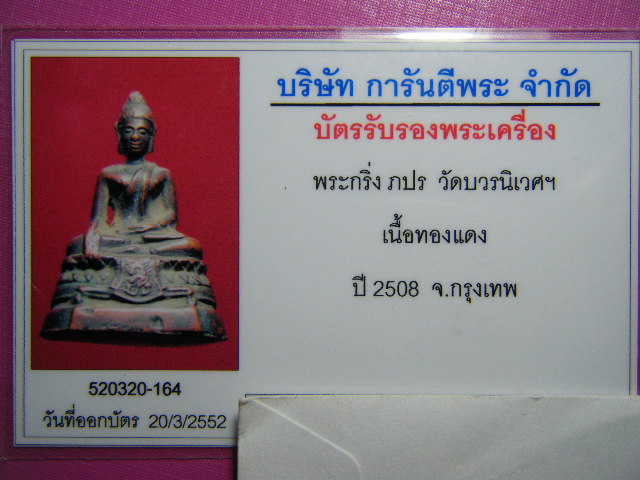 บริษัท การันตีพระ จำกัด
บัตรรับรองพระเครื่อง
พระกริ่ง ภปร วัดบวรนิเวศฯ
เนื้อทองแดง
ปี 2508 จ.กรุงเทพ
520320-164
วันที่ออกบัตร 20/3/2552